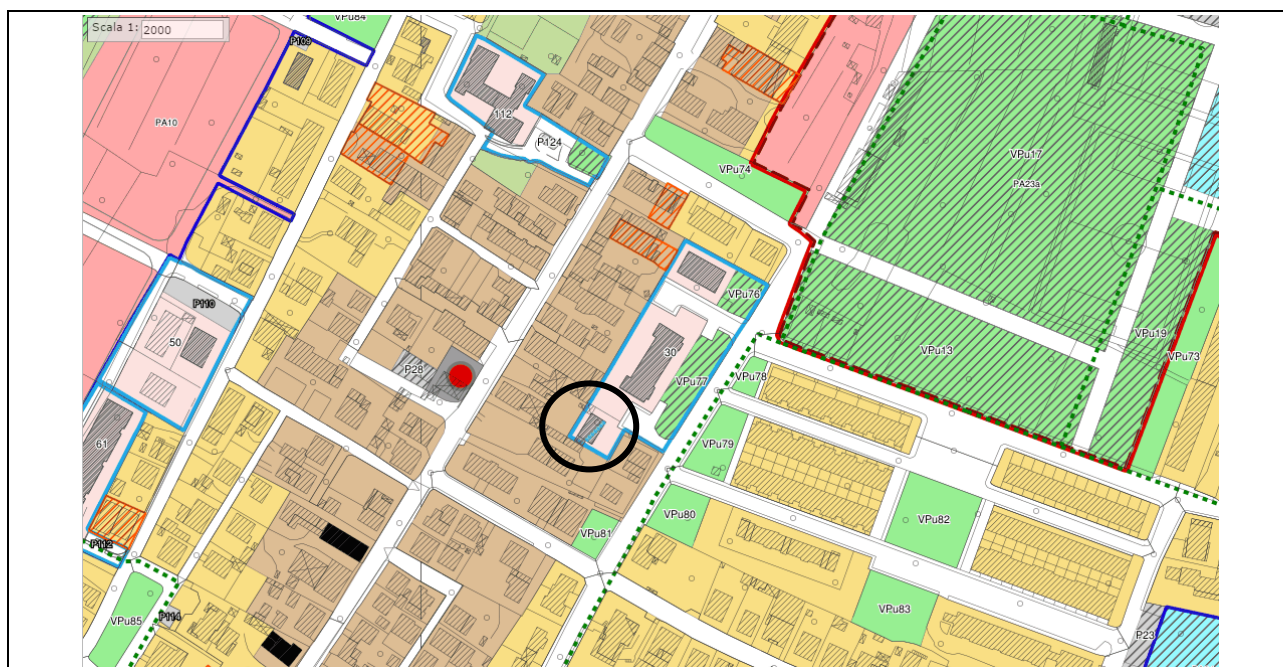 VPu84
Scala 1: 2000
P109
PA10
112
P124
VPu74
VPu17
PA23a
P110
50
VPu76
30
VPu13
VPu19
VPu73
P28
VPu77
VPu78
61
VPu79
P112
VPu81
VPu80
VPu82
VPu85
P114
VPu83
P23